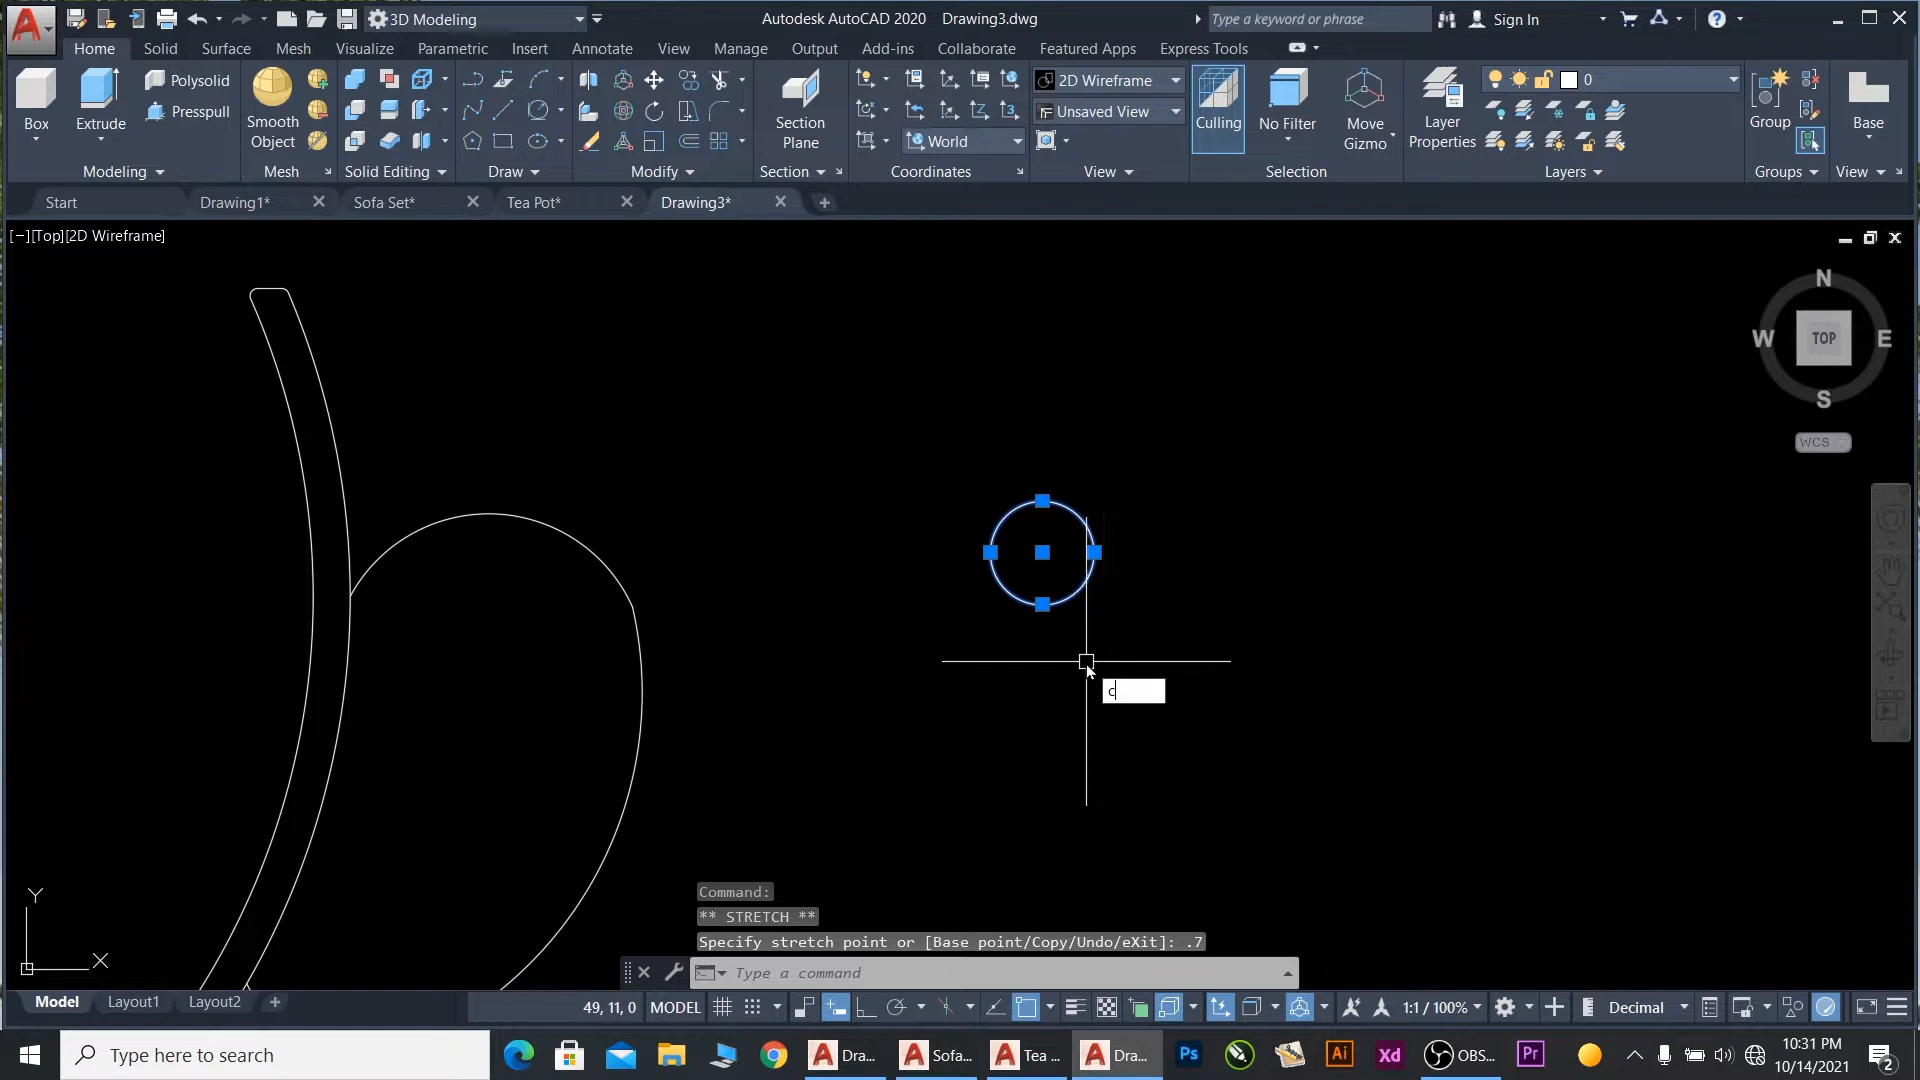 3D Modeling Autodesk AutoCAD 2020 Drawing3.dwg Type a keyword or phrase Sign In
Home Solid Surface Mesh Visualize Parametric Insert Annotate View Manage Output Add-ins Collaborate Featured Apps Express Tools
Box
Extrude
Polysolid
Presspull
Smooth
Object
Section
Plane
World
2D Wireframe
Unsaved View
Culling
No Filter
Move
Gizmo
Layer
Properties
0
Group
Base
Modeling Mesh Solid Editing Draw Modify Section Coordinates View Selection Layers Groups View
Start Drawing1* Sofa Set* Tea Pot* Drawing3*
[−][Top][2D Wireframe]
N
W TOP E
S
WCS
c
Y
X
Command:
** STRETCH **
Specify stretch point or [Base point/Copy/Undo/eXit]: .7
Type a command
Model Layout1 Layout2
49, 11, 0 MODEL 1:1 / 100% Decimal
Type here to search
Dra...
Sofa...
Tea ...
Dra...
Ps
Ai
Xd
OBS...
Pr
10:31 PM
10/14/2021
2